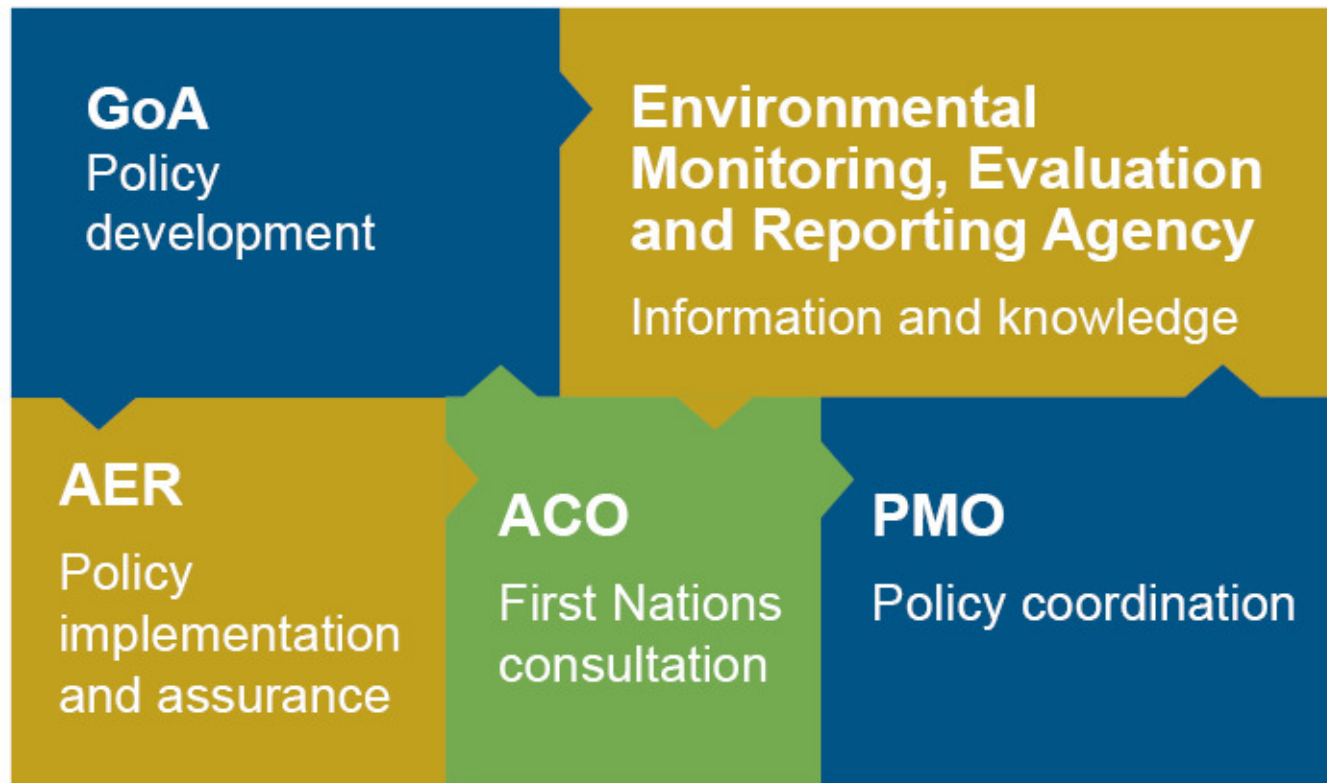 GoA
Policy
development
Environmental
Monitoring, Evaluation
and Reporting Agency
Information and knowledge
AER
Policy
implementation
and assurance
ACO
First Nations
consultation
PMO
Policy coordination